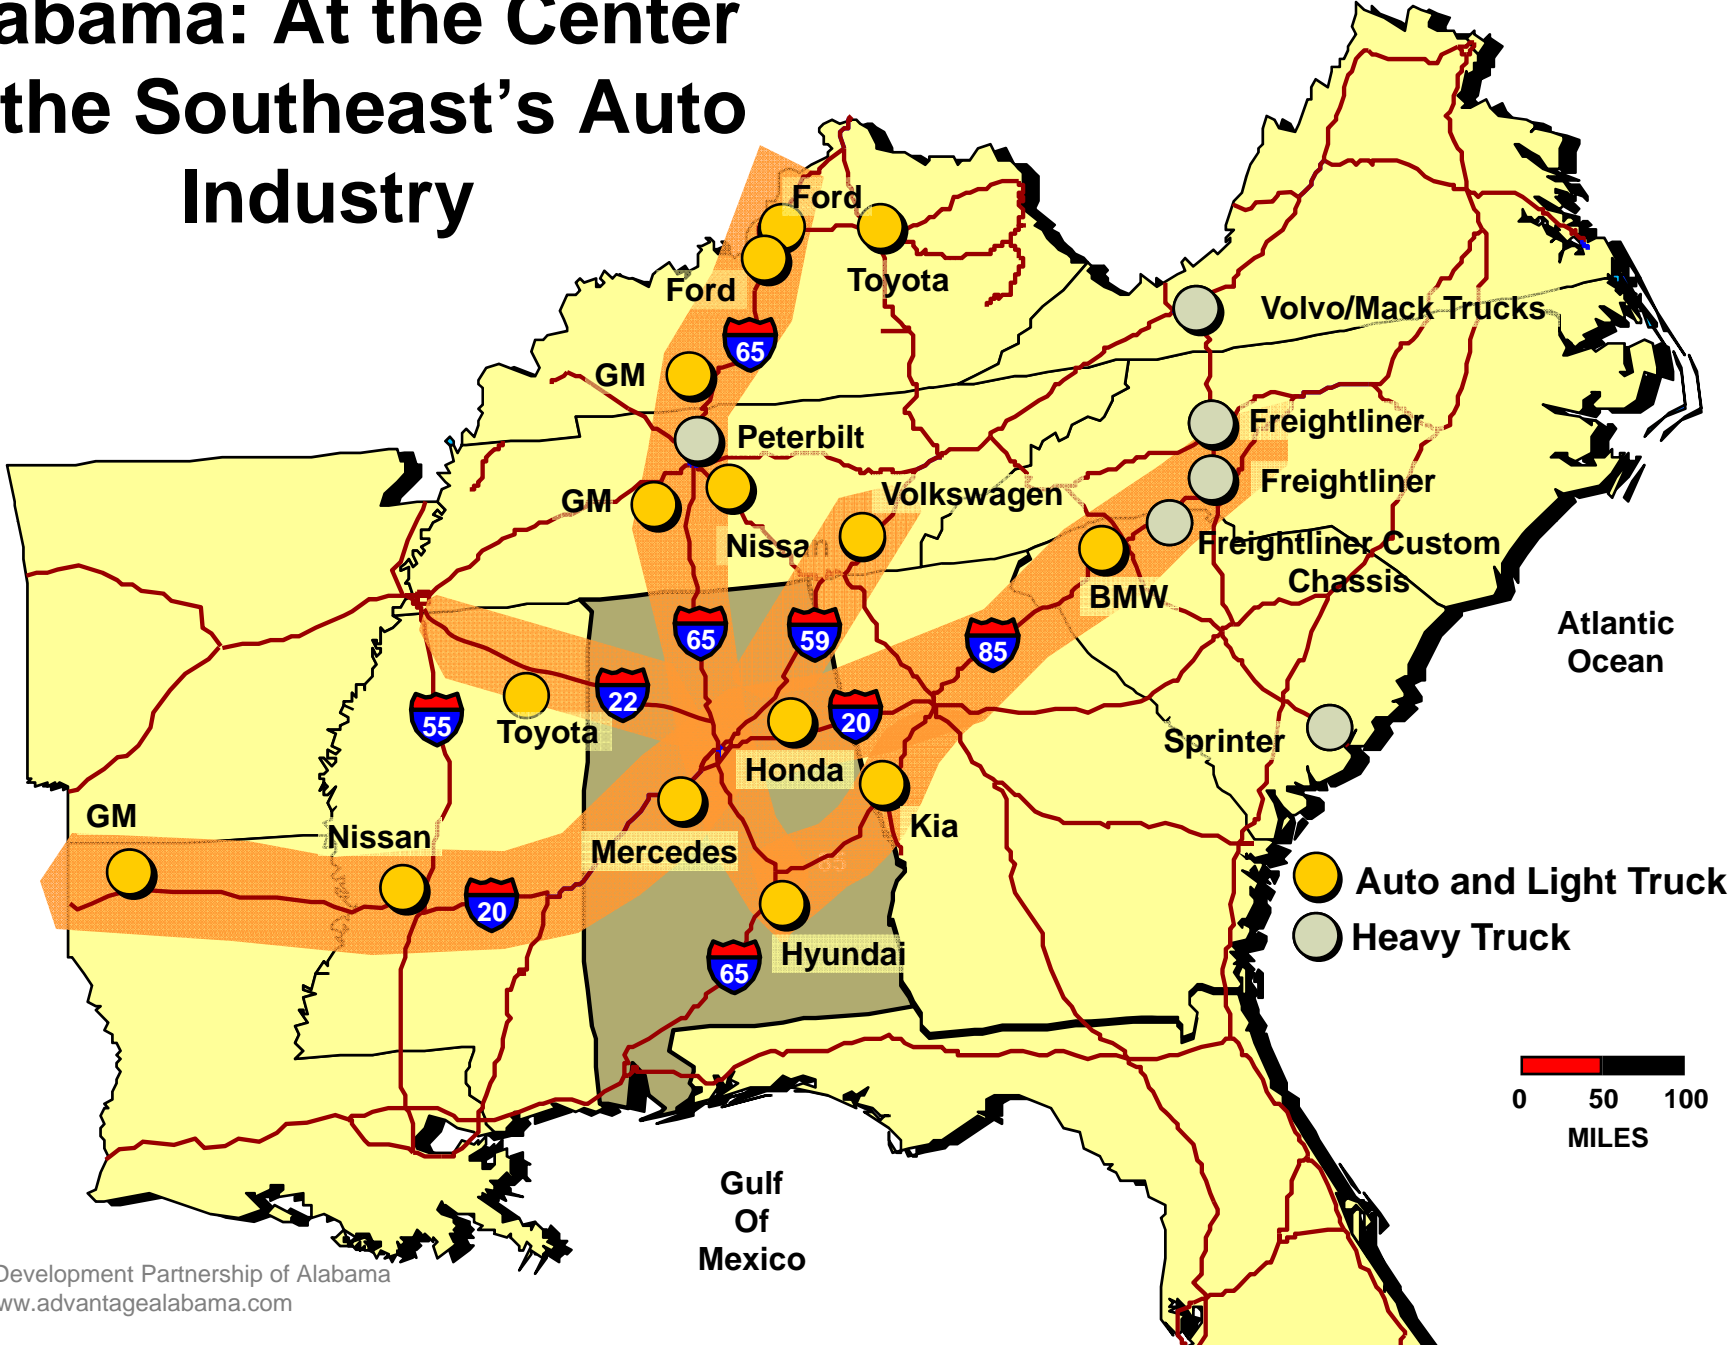 abama: At the Center
the Southeast's Auto
Industry
Ford
Ford
Toyota
65
Volvo/Mack Trucks
GM
Peterbilt
Freightliner
GM
Volkswagen
Freightliner
Nissan
Freightliner Custom
Chassis
BMW
Atlantic
Ocean
65
59
85
22
20
55
Toyota
Sprinter
Honda
GM
Nissan
Mercedes
Kia
85
20
Auto and Light Truck
Heavy Truck
Hyundai
65
0 50 100
MILES
Gulf
Of
Mexico
Development Partnership of Alabama
ww.advantagealabama.com